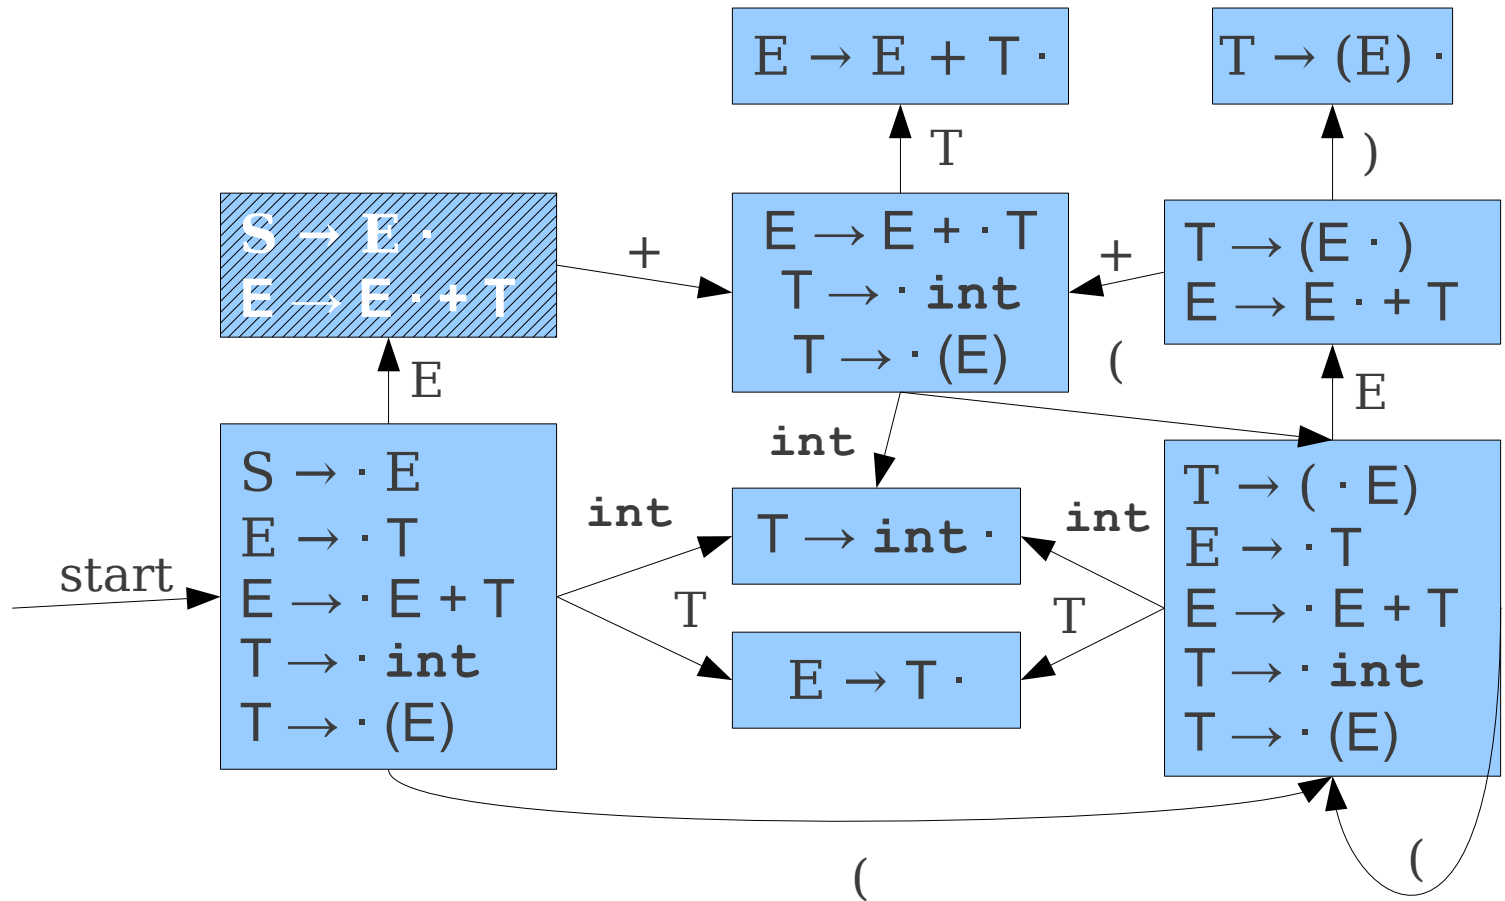 E → E + T ·
T → (E) ·
T
)
S → E ·
E → E · + T
+
E → E + · T
T → · int
T → · (E)
+
T → (E · )
E → E · + T
(
E
E
int
S → · E
E → · T
E → · E + T
T → · int
T → · (E)
start
int
T → int ·
int
T
E → T ·
T
T → ( · E)
E → · T
E → · E + T
T → · int
T → · (E)
(
(